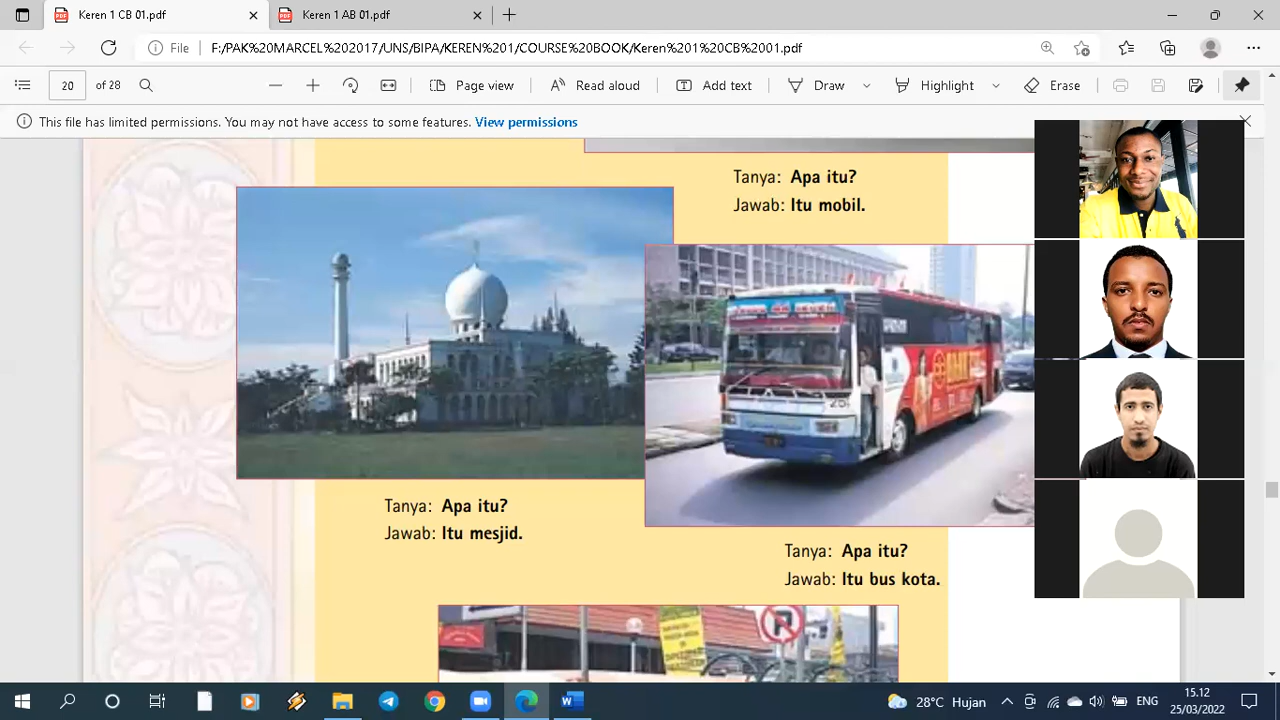 Keren 1 CB 01.pdf
Keren 1 AB 01.pdf
File
F:/PAK%20MARCEL%202017/UNS/BIPA/KEREN%201/COURSE%20BOOK/Keren%201%20CB%2001.pdf
20 of 28
Page view
Read aloud
Add text
Draw
Highlight
Erase
This file has limited permissions. You may not have access to some features. View permissions
Tanya: Apa itu?
Jawab: Itu mobil.
Tanya: Apa itu?
Jawab: Itu mesjid.
Tanya: Apa itu?
Jawab: Itu bus kota.
28°C Hujan
ENG
15.12
25/03/2022